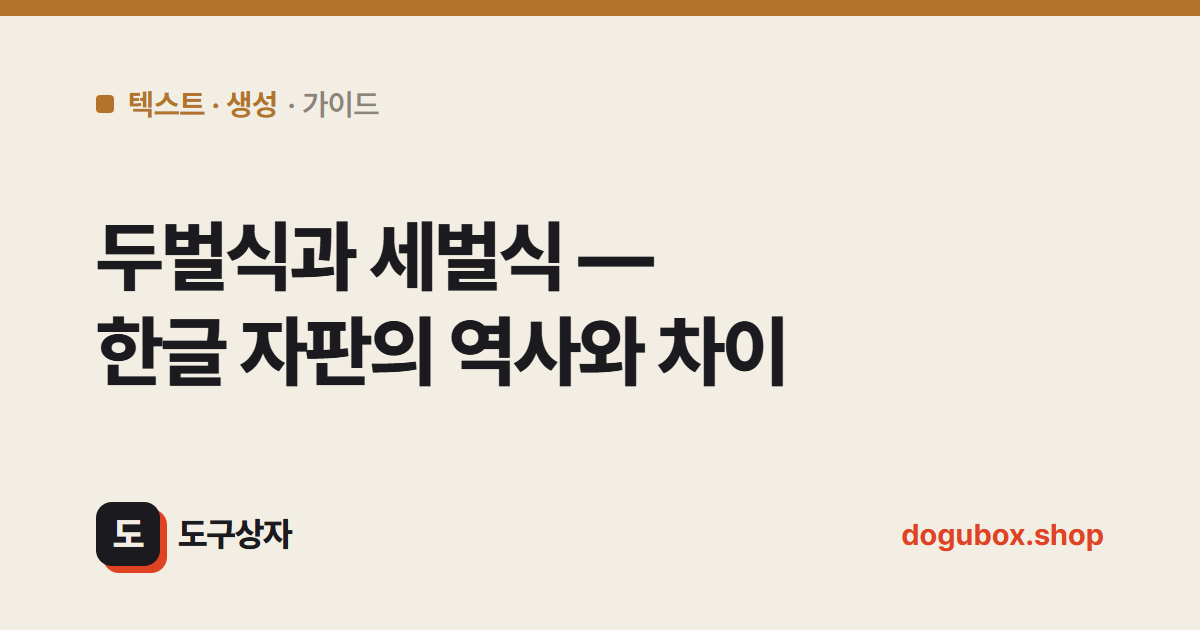 텍스트 · 생성 · 가이드
두벌식과 세벌식 —
한글 자판의 역사와 차이
도 도구상자
dogubox.shop